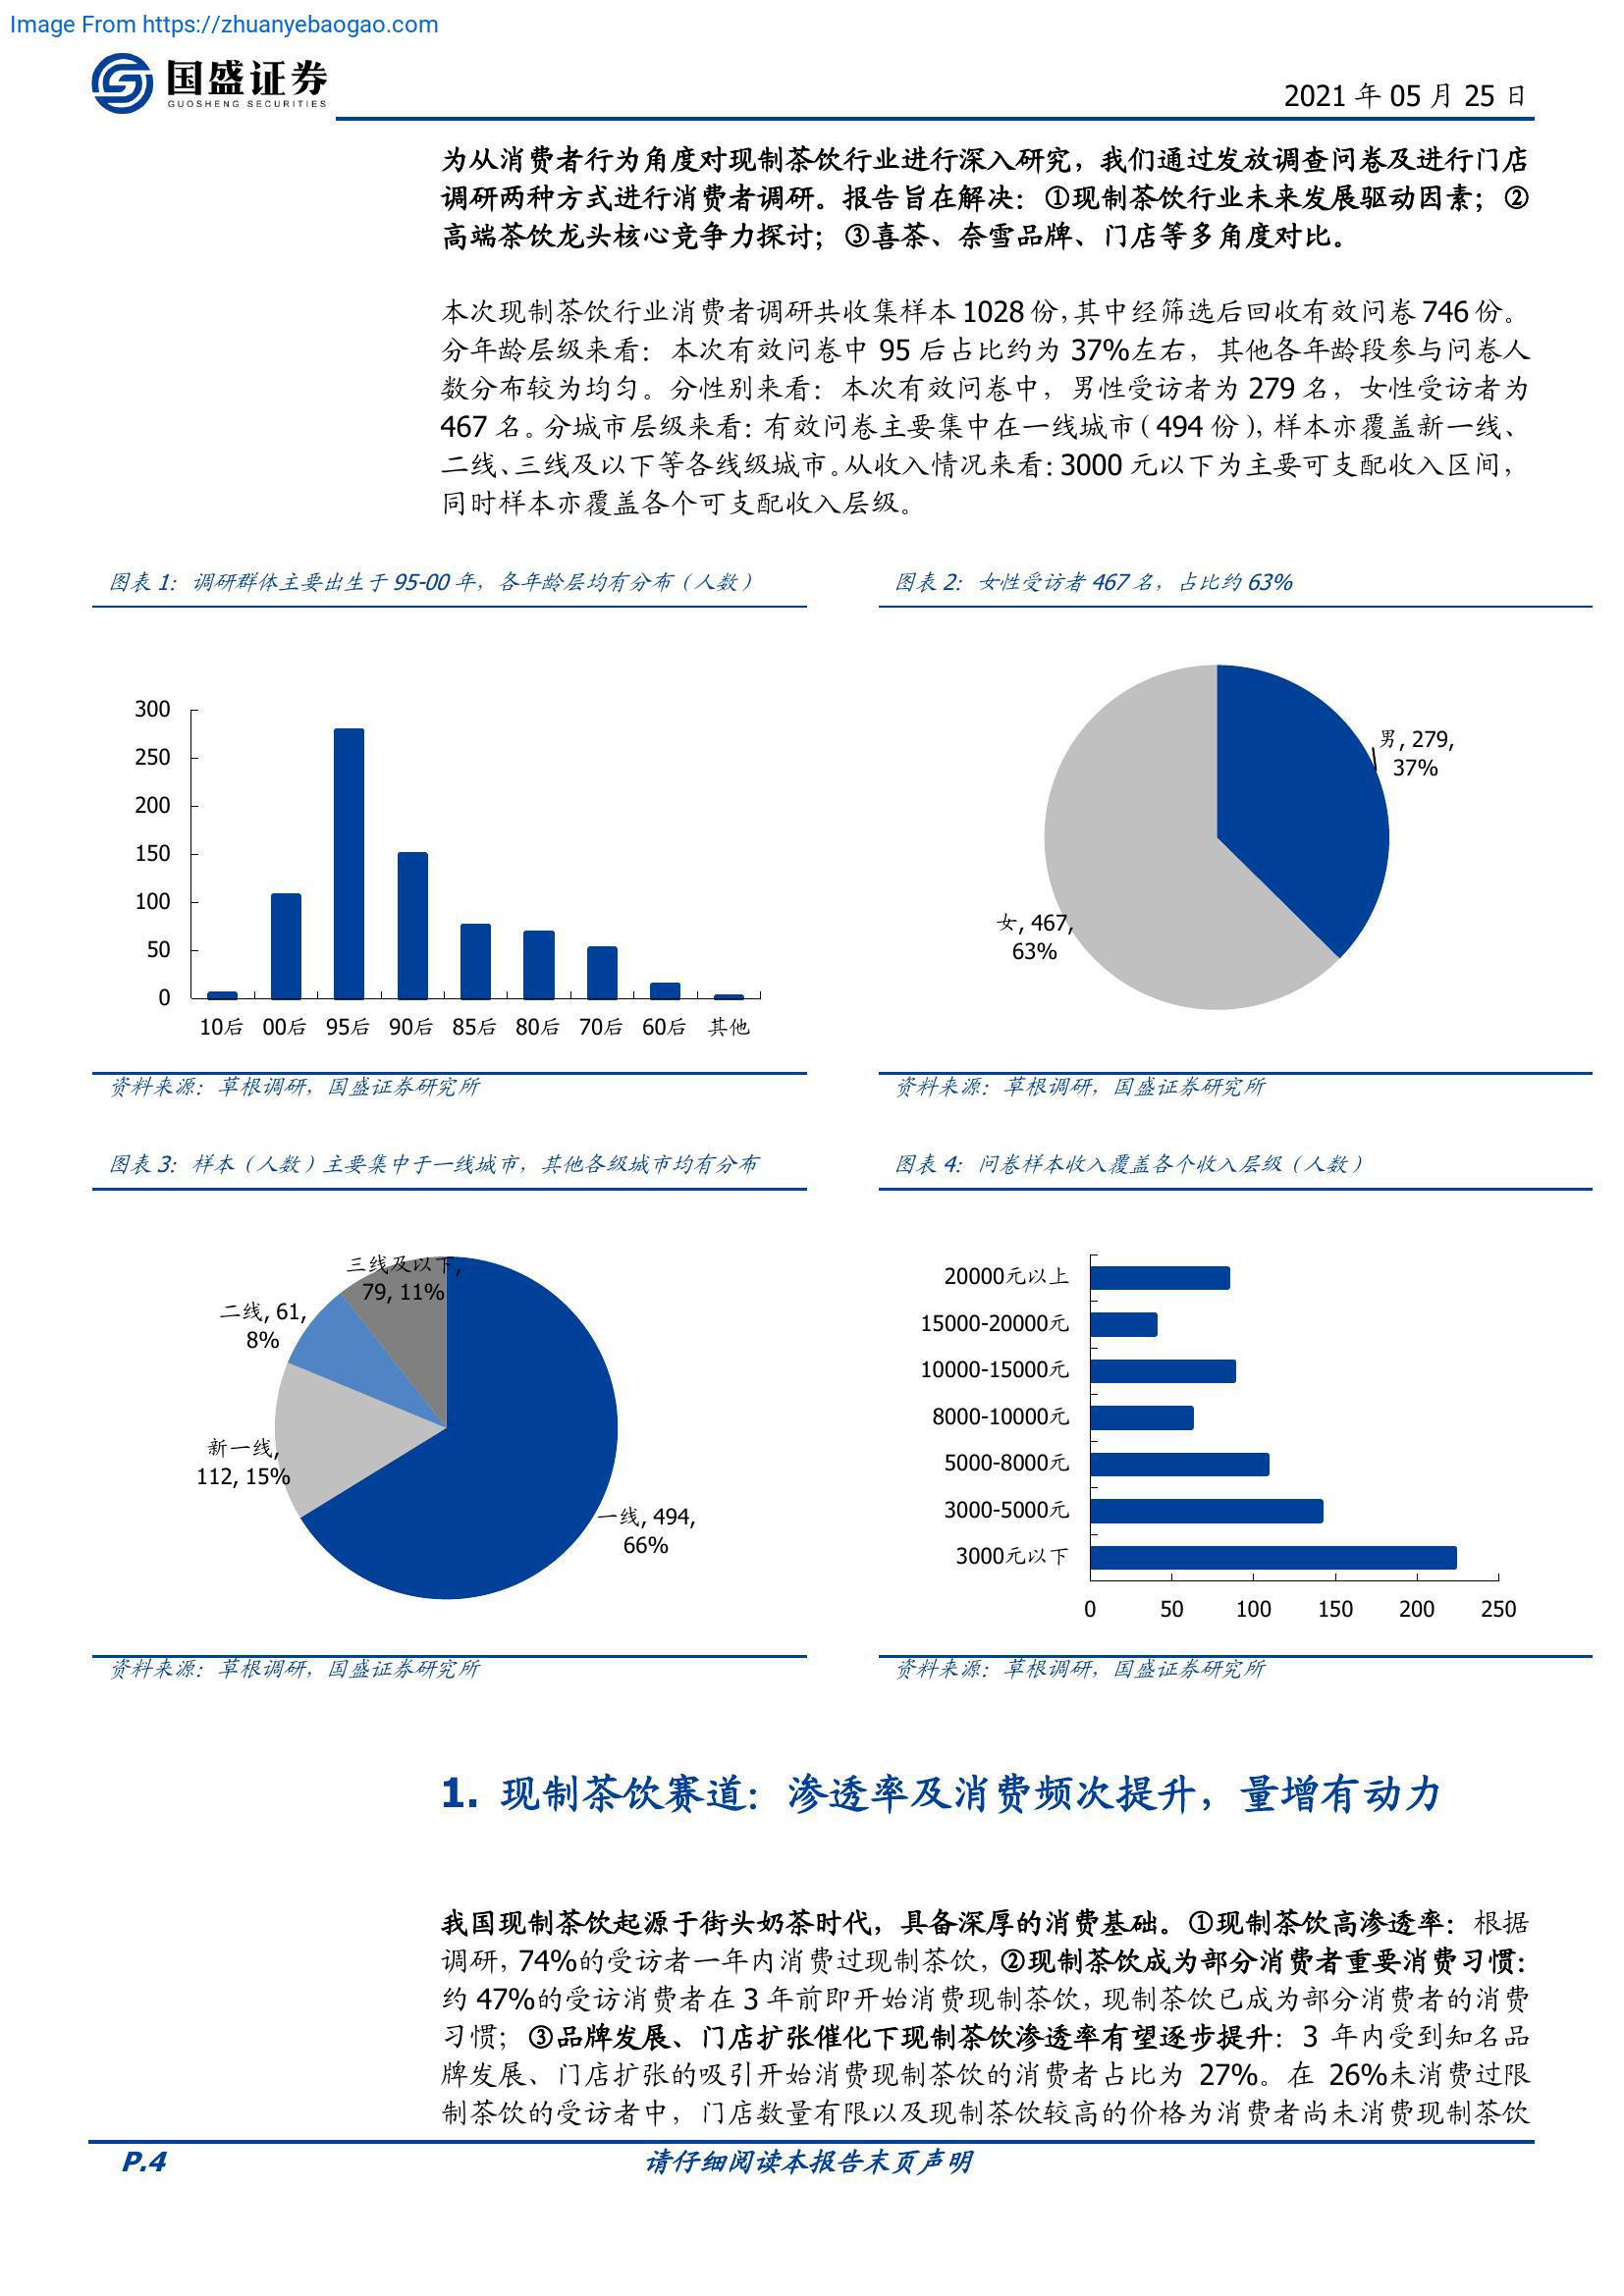 Image From https://zhuanyebaogao.com
国盛证券
GUOSHENG SECURITIES
2021 年 05 月 25 日
为从消费者行为角度对现制茶饮行业进行深入研究，我们通过发放调查问卷及进行门店
调研两种方式进行消费者调研。报告旨在解决：①现制茶饮行业未来发展驱动因素；②
高端茶饮龙头核心竞争力探讨；③喜茶、奈雪品牌、门店等多角度对比。
本次现制茶饮行业消费者调研共收集样本 1028 份，其中经筛选后回收有效问卷 746 份。
分年龄层级来看：本次有效问卷中 95 后占比约为 37%左右，其他各年龄段参与问卷人
数分布较为均匀。分性别来看：本次有效问卷中，男性受访者为 279 名，女性受访者为
467 名。分城市层级来看：有效问卷主要集中在一线城市（494 份），样本亦覆盖新一线、
二线、三线及以下等各线级城市。从收入情况来看：3000 元以下为主要可支配收入区间，
同时样本亦覆盖各个可支配收入层级。
图表 1：调研群体主要出生于 95-00 年，各年龄层均有分布（人数）
300
250
200
150
100
50
0
10后 00后 95后 90后 85后 80后 70后 60后 其他
资料来源：草根调研，国盛证券研究所
图表 2：女性受访者 467 名，占比约 63%
男, 279,
37%
女, 467,
63%
资料来源：草根调研，国盛证券研究所
图表 3：样本（人数）主要集中于一线城市，其他各级城市均有分布
三线及以下,
79, 11%
二线, 61,
8%
新一线,
112, 15%
一线, 494,
66%
资料来源：草根调研，国盛证券研究所
图表 4：问卷样本收入覆盖各个收入层级（人数）
20000元以上
15000-20000元
10000-15000元
8000-10000元
5000-8000元
3000-5000元
3000元以下
0 50 100 150 200 250
资料来源：草根调研，国盛证券研究所
1. 现制茶饮赛道：渗透率及消费频次提升，量增有动力
我国现制茶饮起源于街头奶茶时代，具备深厚的消费基础。①现制茶饮高渗透率：根据
调研，74%的受访者一年内消费过现制茶饮，②现制茶饮成为部分消费者重要消费习惯：
约 47%的受访消费者在 3 年前即开始消费现制茶饮，现制茶饮已成为部分消费者的消费
习惯；③品牌发展、门店扩张催化下现制茶饮渗透率有望逐步提升：3 年内受到知名品
牌发展、门店扩张的吸引开始消费现制茶饮的消费者占比为 27%。在 26%未消费过限
制茶饮的受访者中，门店数量有限以及现制茶饮较高的价格为消费者尚未消费现制茶饮
P.4
请仔细阅读本报告末页声明